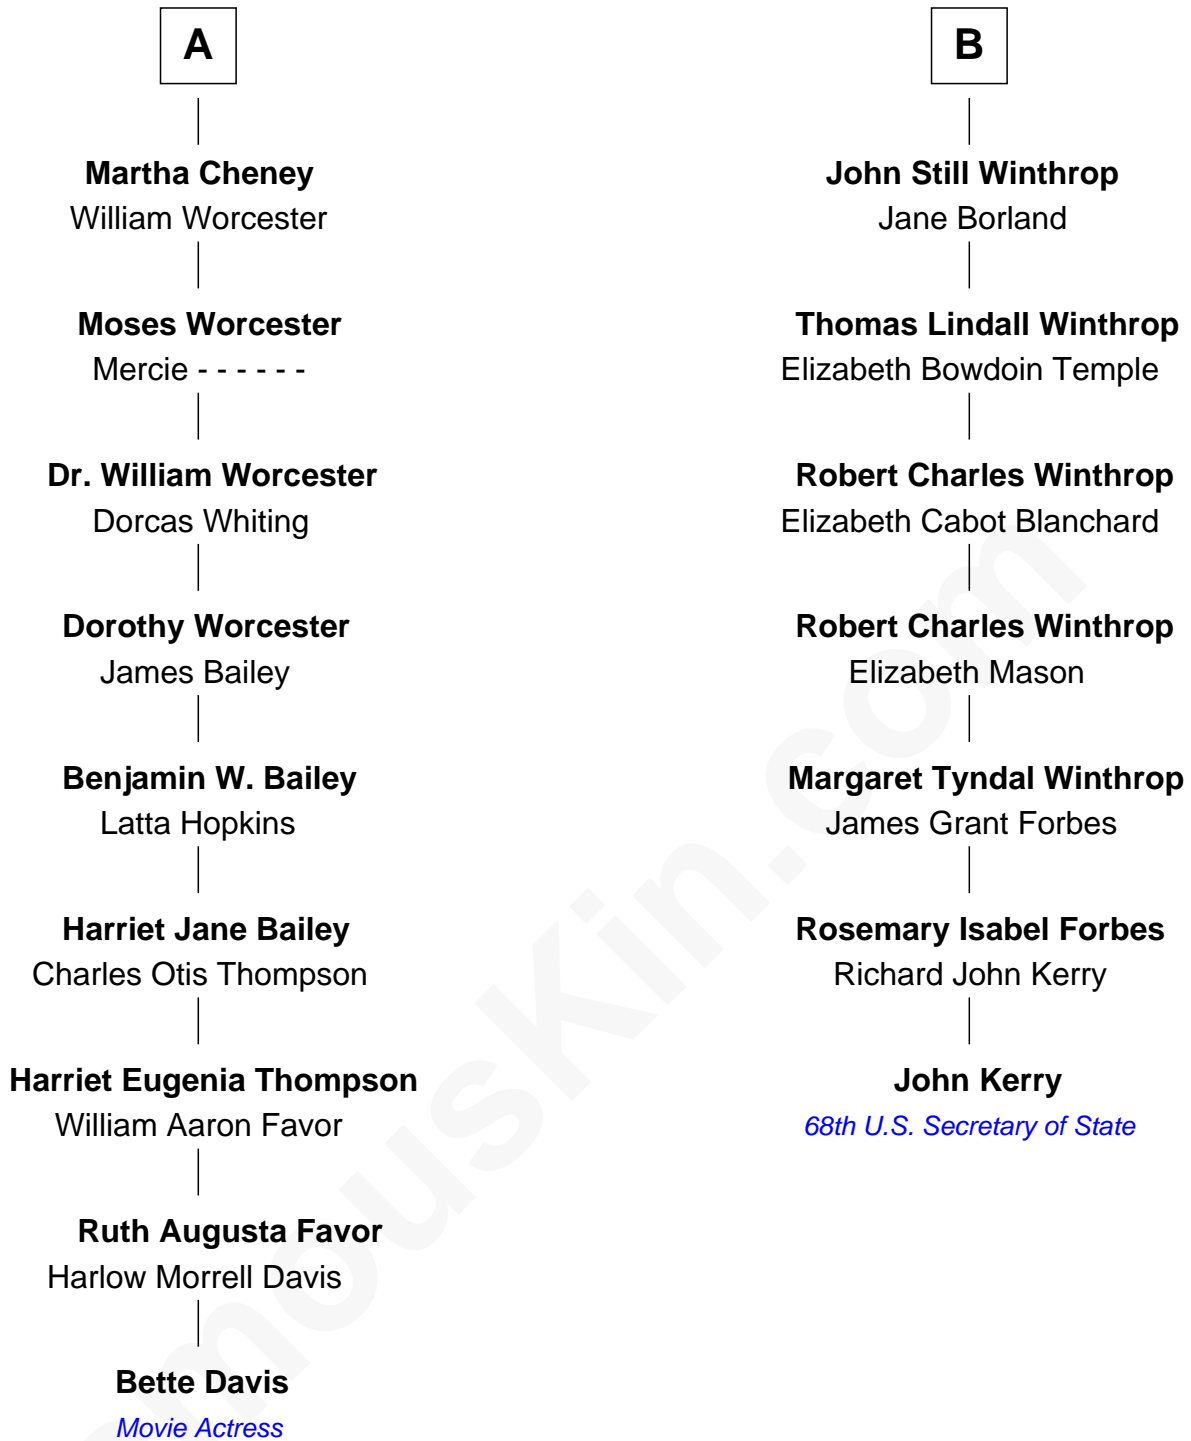 A
Martha Cheney
William Worcester
Moses Worcester
Mercie - - - - - -
Dr. William Worcester
Dorcas Whiting
Dorothy Worcester
James Bailey
Benjamin W. Bailey
Latta Hopkins
Harriet Jane Bailey
Charles Otis Thompson
Harriet Eugenia Thompson
William Aaron Favor
Ruth Augusta Favor
Harlow Morrell Davis
Bette Davis
Movie Actress
B
John Still Winthrop
Jane Borland
Thomas Lindall Winthrop
Elizabeth Bowdoin Temple
Robert Charles Winthrop
Elizabeth Cabot Blanchard
Robert Charles Winthrop
Elizabeth Mason
Margaret Tyndal Winthrop
James Grant Forbes
Rosemary Isabel Forbes
Richard John Kerry
John Kerry
68th U.S. Secretary of State
mousKin.com